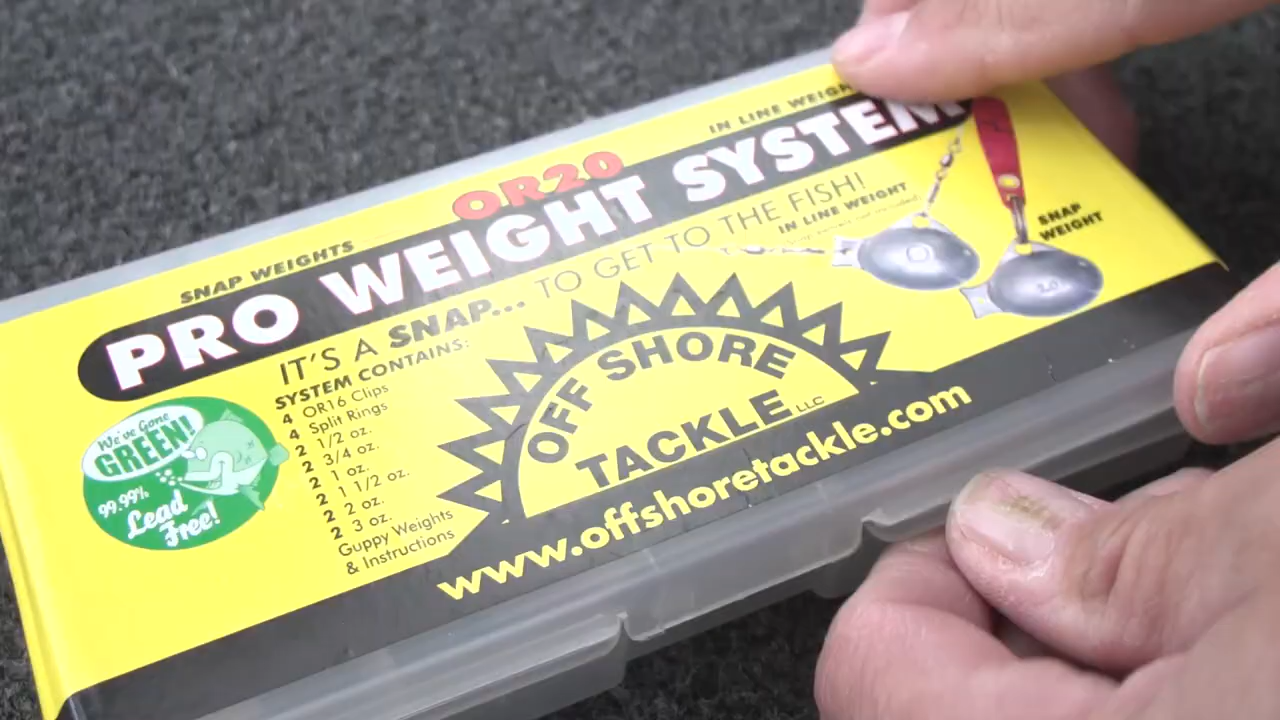 IN LINE WEIGH
OR20
SNAP WEIGHTS
PRO WEIGHT SYSTEM
IT'S A SNAP... TO GET TO THE FISH!
IN LINE WEIGHT
SNAP
WEIGHT
SYSTEM CONTAINS:
4 OR16 Clips
4 Split Rings
2 1/2 oz.
2 3/4 oz.
2 1 oz.
2 1 1/2 oz.
2 2 oz.
2 3 oz.
Guppy Weights
& Instructions
We've Gone
GREEN!
99.99%
Lead
Free!
OFF SHORE
TACKLE LLC
www.offshoretackle.com